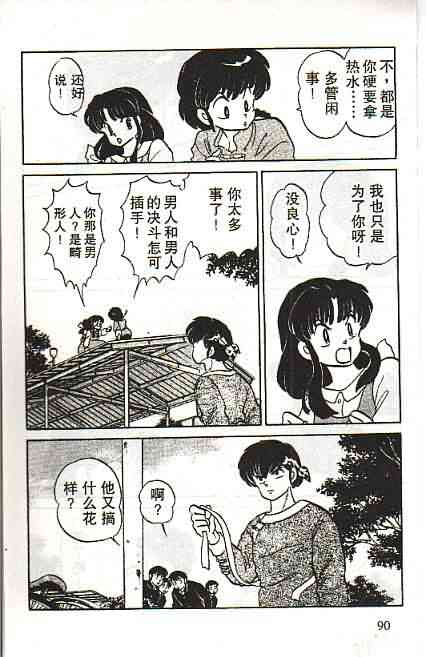 不，都是
你硬要拿
热水……
多管闲
事！
还好
说！
我也只是
为了你呀！
没良心！
你太多
事了！
男人和男人
的决斗怎可
插手！
你那是男
人？是畸
形人！
啊？
他又搞
什么花
样？
90